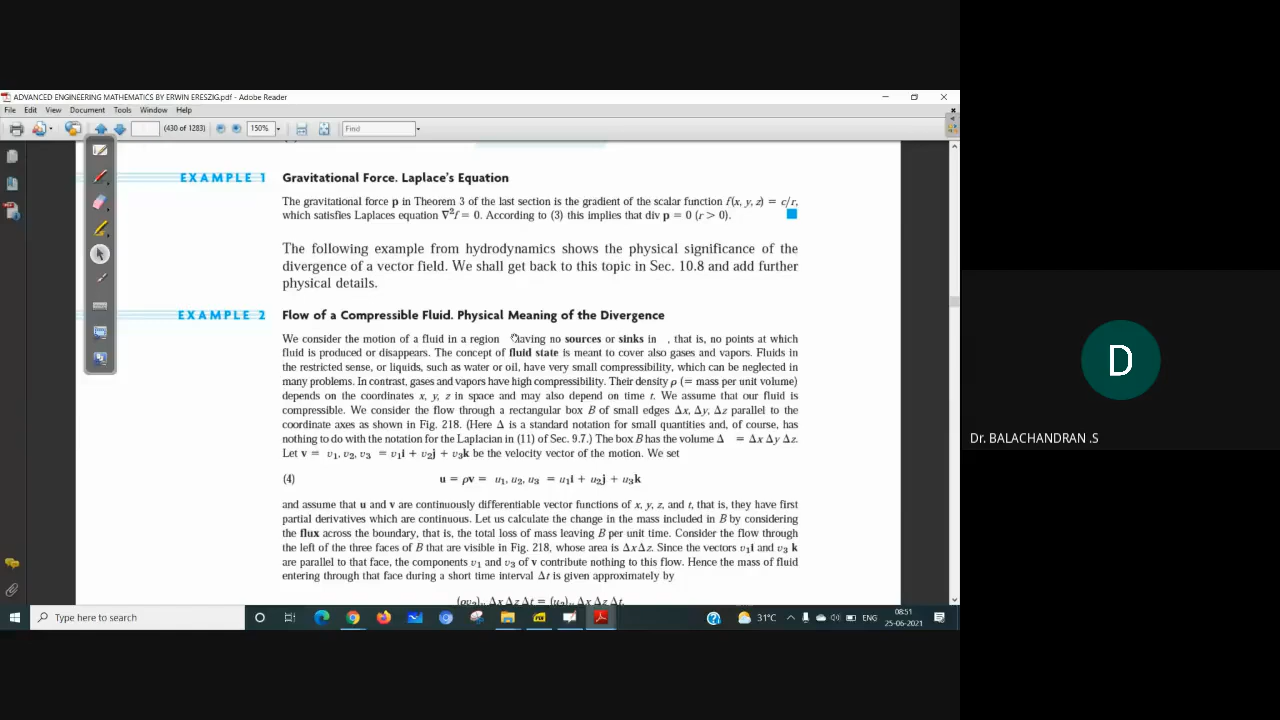 ADVANCED ENGINEERING MATHEMATICS BY ERWIN ERESZIG.pdf - Adobe Reader
File Edit View Document Tools Window Help
(430 of 1283) 150% Find
EXAMPLE 1 Gravitational Force. Laplace's Equation
The gravitational force p in Theorem 3 of the last section is the gradient of the scalar function f(x, y, z) = c/r,
which satisfies Laplaces equation ∇²f = 0. According to (3) this implies that div p = 0 (r > 0).
The following example from hydrodynamics shows the physical significance of the
divergence of a vector field. We shall get back to this topic in Sec. 10.8 and add further
physical details.
EXAMPLE 2 Flow of a Compressible Fluid. Physical Meaning of the Divergence
We consider the motion of a fluid in a region having no sources or sinks in , that is, no points at which
fluid is produced or disappears. The concept of fluid state is meant to cover also gases and vapors. Fluids in
the restricted sense, or liquids, such as water or oil, have very small compressibility, which can be neglected in
many problems. In contrast, gases and vapors have high compressibility. Their density ρ (= mass per unit volume)
depends on the coordinates x, y, z in space and may also depend on time t. We assume that our fluid is
compressible. We consider the flow through a rectangular box B of small edges Δx, Δy, Δz parallel to the
coordinate axes as shown in Fig. 218. (Here Δ is a standard notation for small quantities and, of course, has
nothing to do with the notation for the Laplacian in (11) of Sec. 9.7.) The box B has the volume Δ = Δx Δy Δz.
Let v = v₁, v₂, v₃ = v₁i + v₂j + v₃k be the velocity vector of the motion. We set
(4) u = ρv = u₁, u₂, u₃ = u₁i + u₂j + u₃k
and assume that u and v are continuously differentiable vector functions of x, y, z, and t, that is, they have first
partial derivatives which are continuous. Let us calculate the change in the mass included in B by considering
the flux across the boundary, that is, the total loss of mass leaving B per unit time. Consider the flow through
the left of the three faces of B that are visible in Fig. 218, whose area is ΔxΔz. Since the vectors v₁i and v₃ k
are parallel to that face, the components v₁ and v₃ of v contribute nothing to this flow. Hence the mass of fluid
entering through that face during a short time interval Δt is given approximately by
(ρv₂)ᵧ Δx Δz Δt = (u₂)ᵧ Δx Δz Δt,
Type here to search
31°C ENG 08:51
25-06-2021
D
Dr. BALACHANDRAN .S